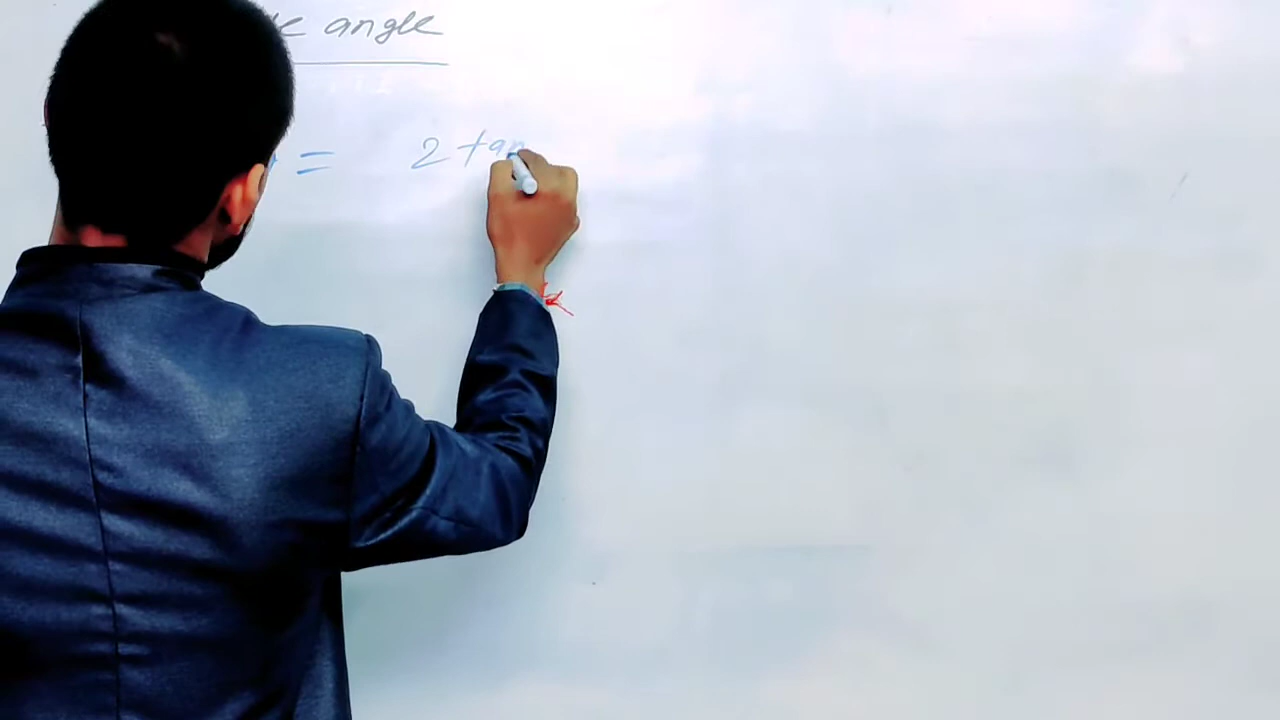 angle
= 2 tan